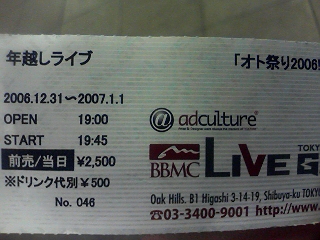 年越しライブ 「オト祭り2006
2006.12.31～2007.1.1
OPEN 19:00 @ adculture®
START 19:45 TOKY
前売/当日 ¥2,500 BBMC LiVE G
※ドリンク代別¥500
No. 046 Oak Hills. B1 Higashi 3-14-19, Shibuya-ku TOKY
☎03-3400-9001 http://www.